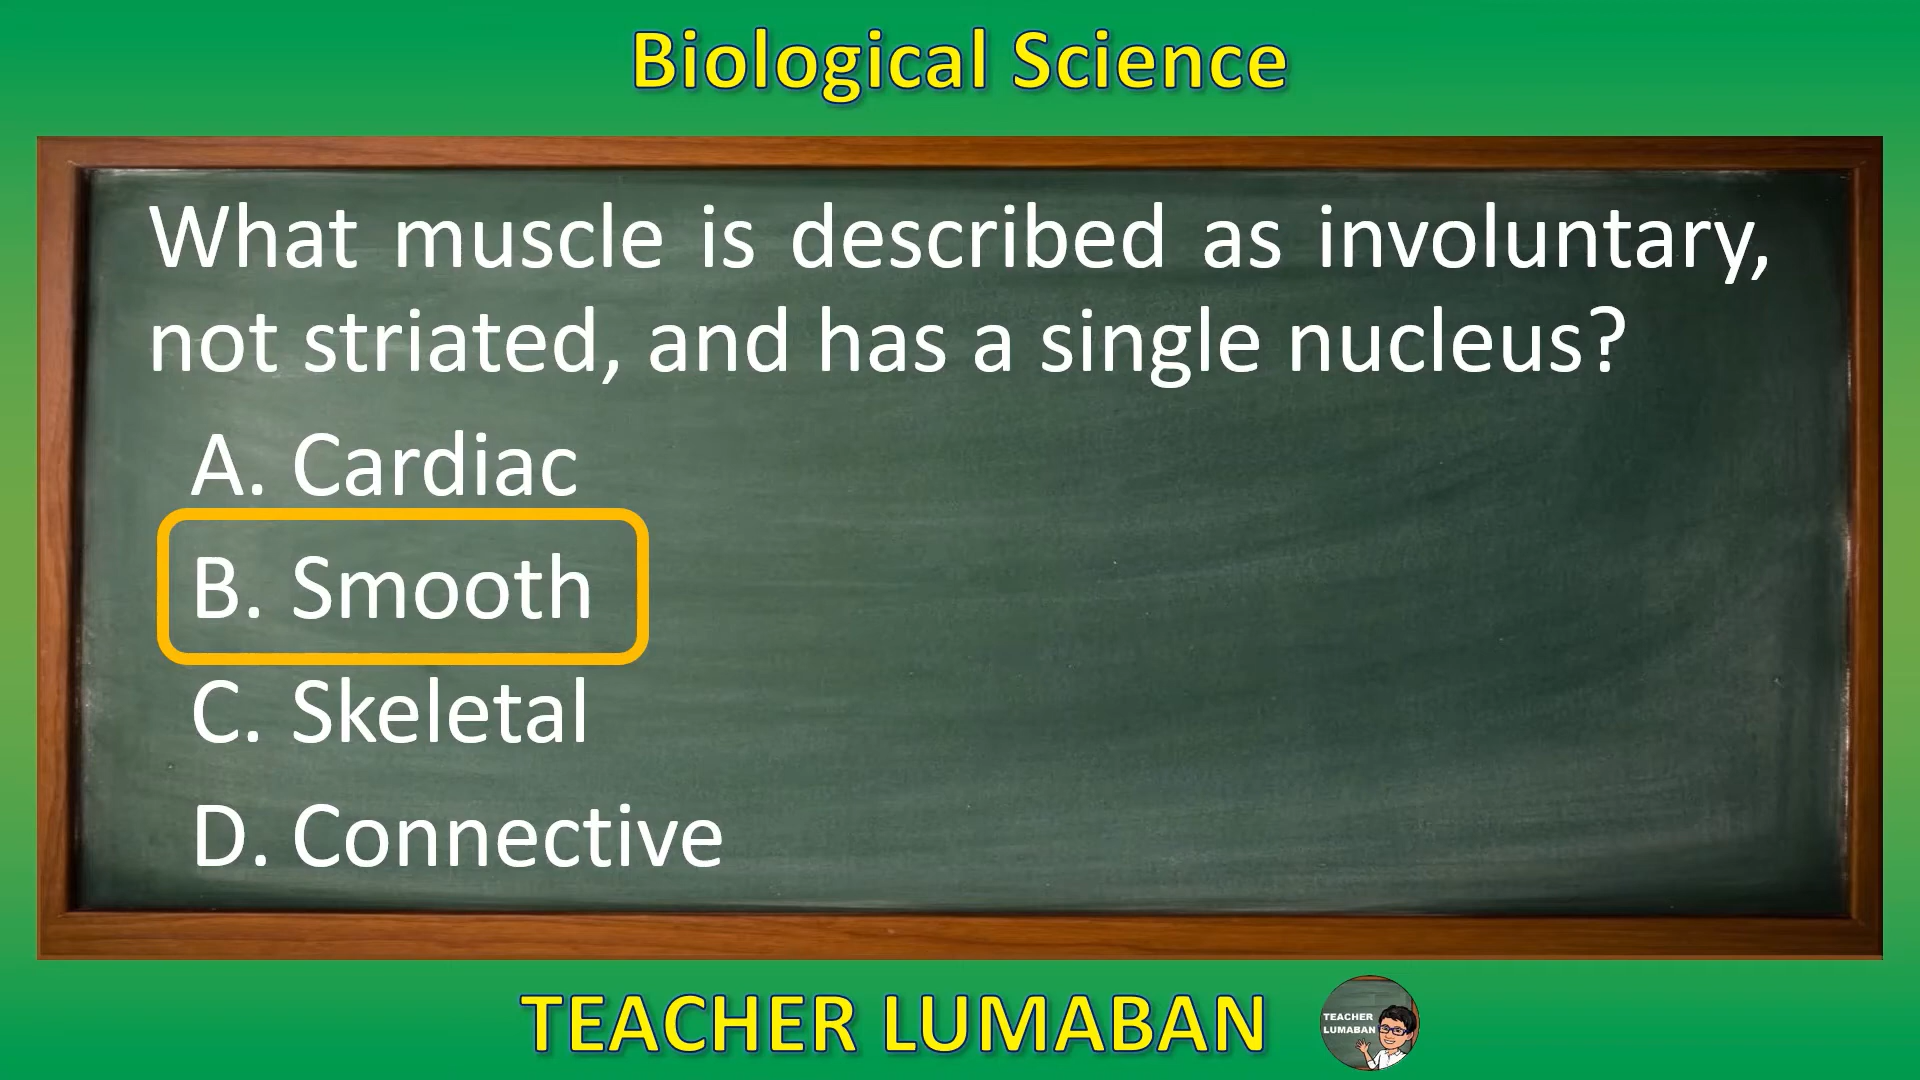 Biological Science
What muscle is described as involuntary,
not striated, and has a single nucleus?
A. Cardiac
B. Smooth
C. Skeletal
D. Connective
TEACHER LUMABAN
TEACHER
LUMABAN